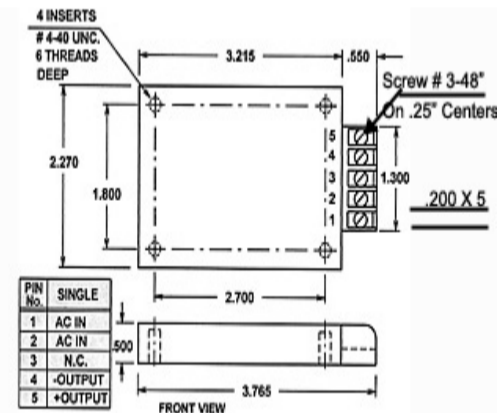 4 INSERTS
# 4-40 UNC.
6 THREADS
DEEP
3.215
.550
Screw # 3-48"
On .25" Centers
2.270
1.800
5
4
3
2
1
1.300
.200 X 5
2.700
PIN No. SINGLE
1 AC IN
2 AC IN
3 N.C.
4 -OUTPUT
5 +OUTPUT
.500
3.765
FRONT VIEW